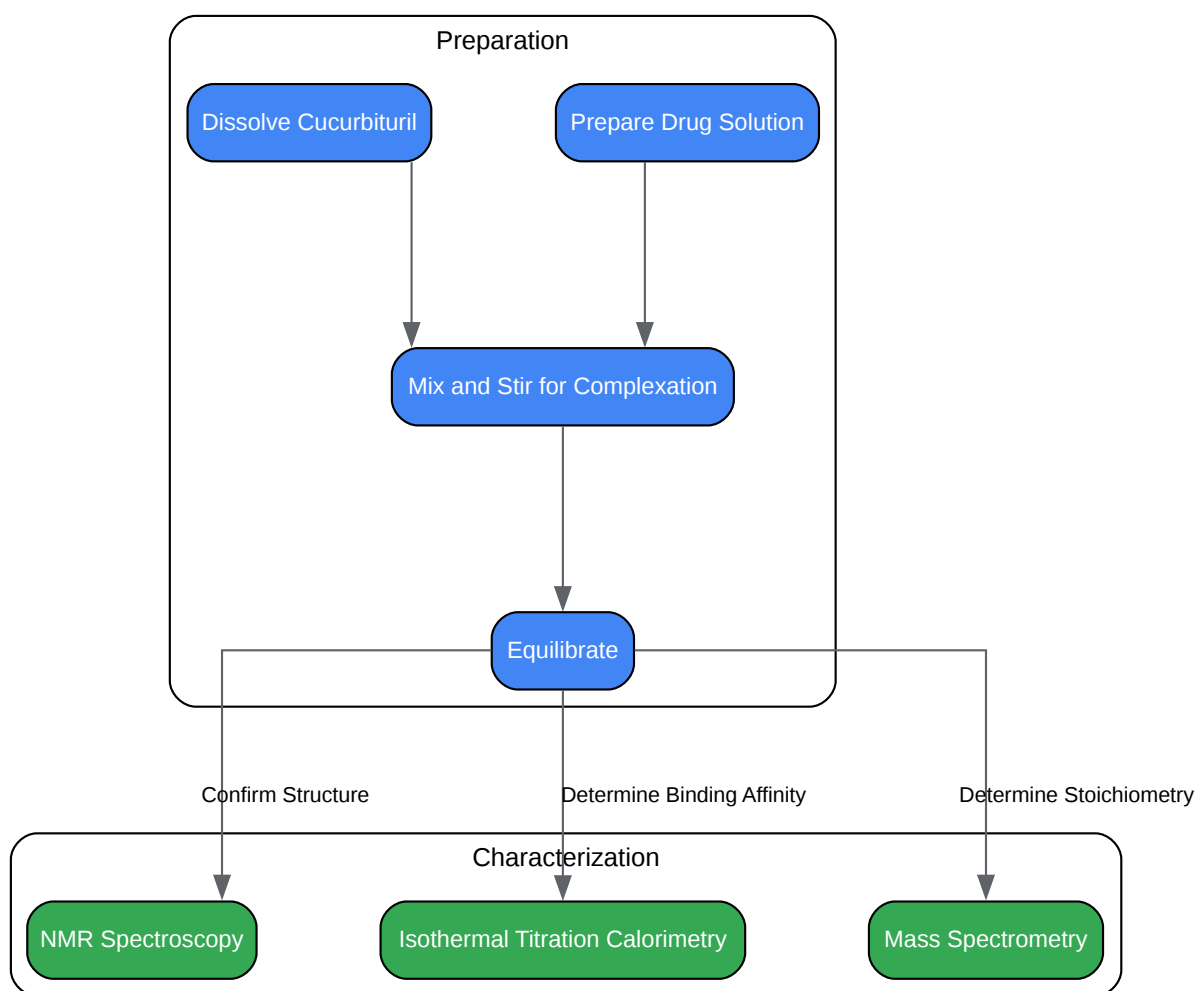 Preparation
Dissolve Cucurbituril
Prepare Drug Solution
Mix and Stir for Complexation
Equilibrate
Confirm Structure
Determine Binding Affinity
Determine Stoichiometry
Characterization
NMR Spectroscopy
Isothermal Titration Calorimetry
Mass Spectrometry